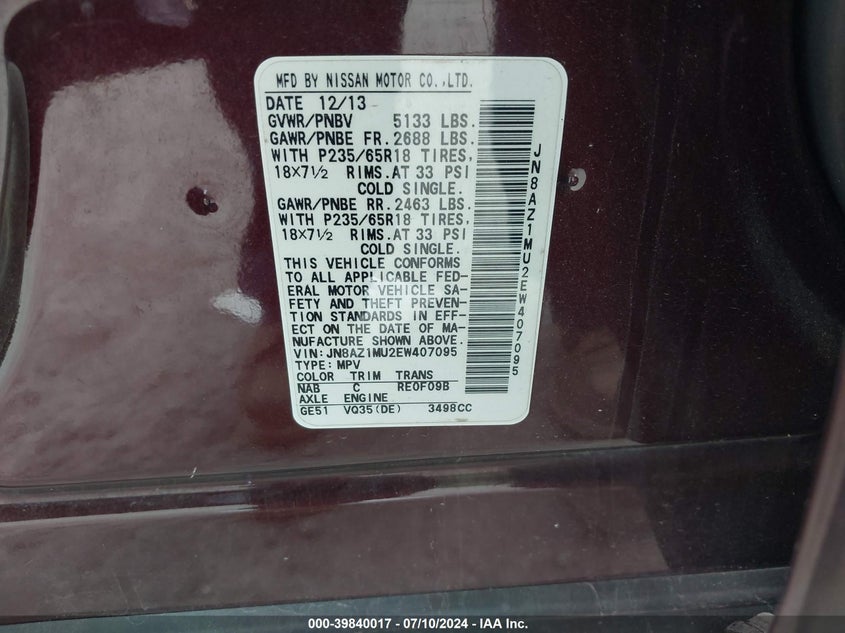 MFD BY NISSAN MOTOR CO.,LTD.
DATE 12/13
GVWR/PNBV 5133 LBS.
GAWR/PNBE FR. 2688 LBS.
WITH P235/65R18 TIRES,
18×7½ RIMS.AT 33 PSI
COLD SINGLE.
GAWR/PNBE RR. 2463 LBS.
WITH P235/65R18 TIRES,
18×7½ RIMS.AT 33 PSI
COLD SINGLE.
THIS VEHICLE CONFORMS
TO ALL APPLICABLE FED-
ERAL MOTOR VEHICLE SA-
FETY AND THEFT PREVEN-
TION STANDARDS IN EFF-
ECT ON THE DATE OF MA-
NUFACTURE SHOWN ABOVE.
VIN:JN8AZ1MU2EW407095
TYPE:MPV
COLOR TRIM TRANS
NAB C RE0F09B
AXLE ENGINE
GE51 VQ35(DE) 3498CC
JN8AZ1MU2EW407095
000-39840017 - 07/10/2024 - IAA Inc.